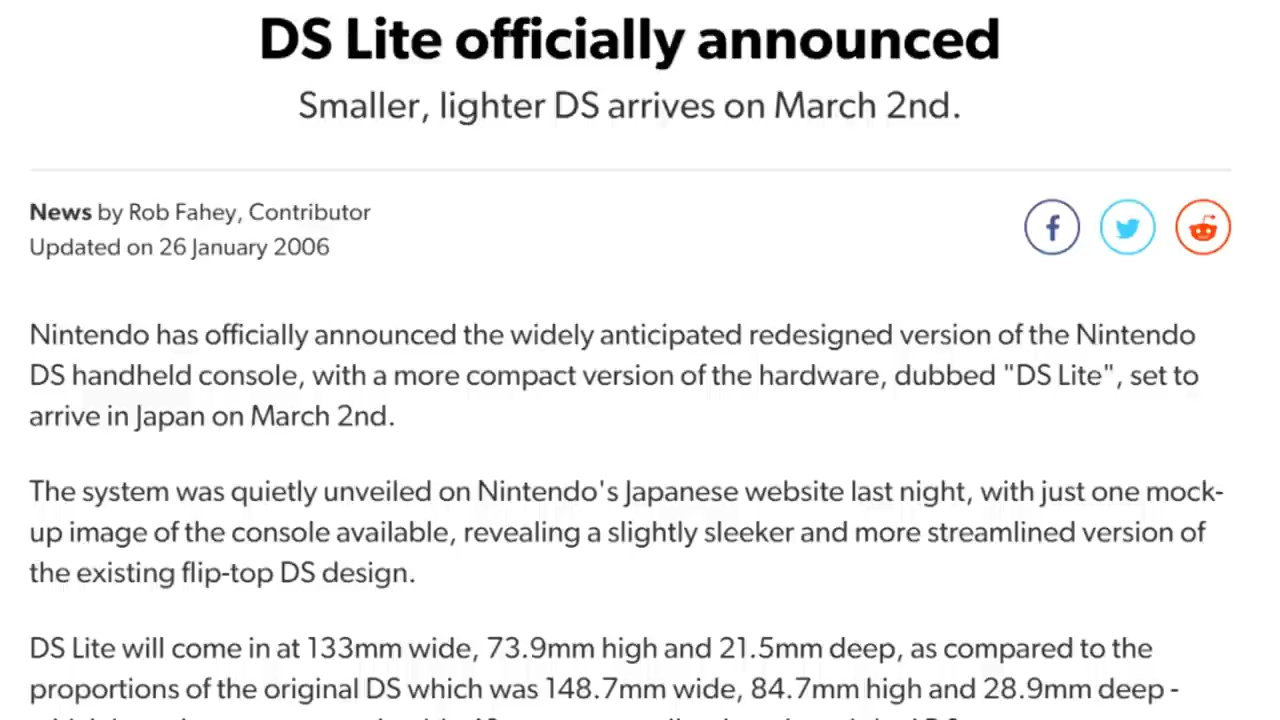 DS Lite officially announced
Smaller, lighter DS arrives on March 2nd.
News by Rob Fahey, Contributor
Updated on 26 January 2006
Nintendo has officially announced the widely anticipated redesigned version of the Nintendo
DS handheld console, with a more compact version of the hardware, dubbed "DS Lite", set to
arrive in Japan on March 2nd.
The system was quietly unveiled on Nintendo's Japanese website last night, with just one mock-
up image of the console available, revealing a slightly sleeker and more streamlined version of
the existing flip-top DS design.
DS Lite will come in at 133mm wide, 73.9mm high and 21.5mm deep, as compared to the
proportions of the original DS which was 148.7mm wide, 84.7mm high and 28.9mm deep -